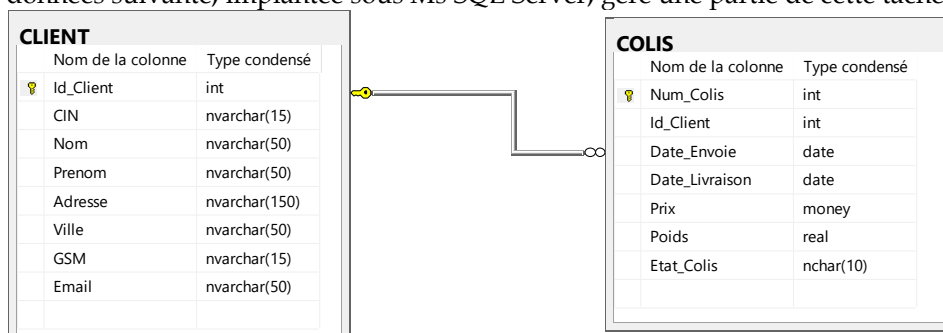 données suivante, implantée sous Ms SQL Server, gère une partie de cette tâche
CLIENT
Nom de la colonne Type condensé
Id_Client int
CIN nvarchar(15)
Nom nvarchar(50)
Prenom nvarchar(50)
Adresse nvarchar(150)
Ville nvarchar(50)
GSM nvarchar(15)
Email nvarchar(50)
COLIS
Nom de la colonne Type condensé
Num_Colis int
Id_Client int
Date_Envoie date
Date_Livraison date
Prix money
Poids real
Etat_Colis nchar(10)